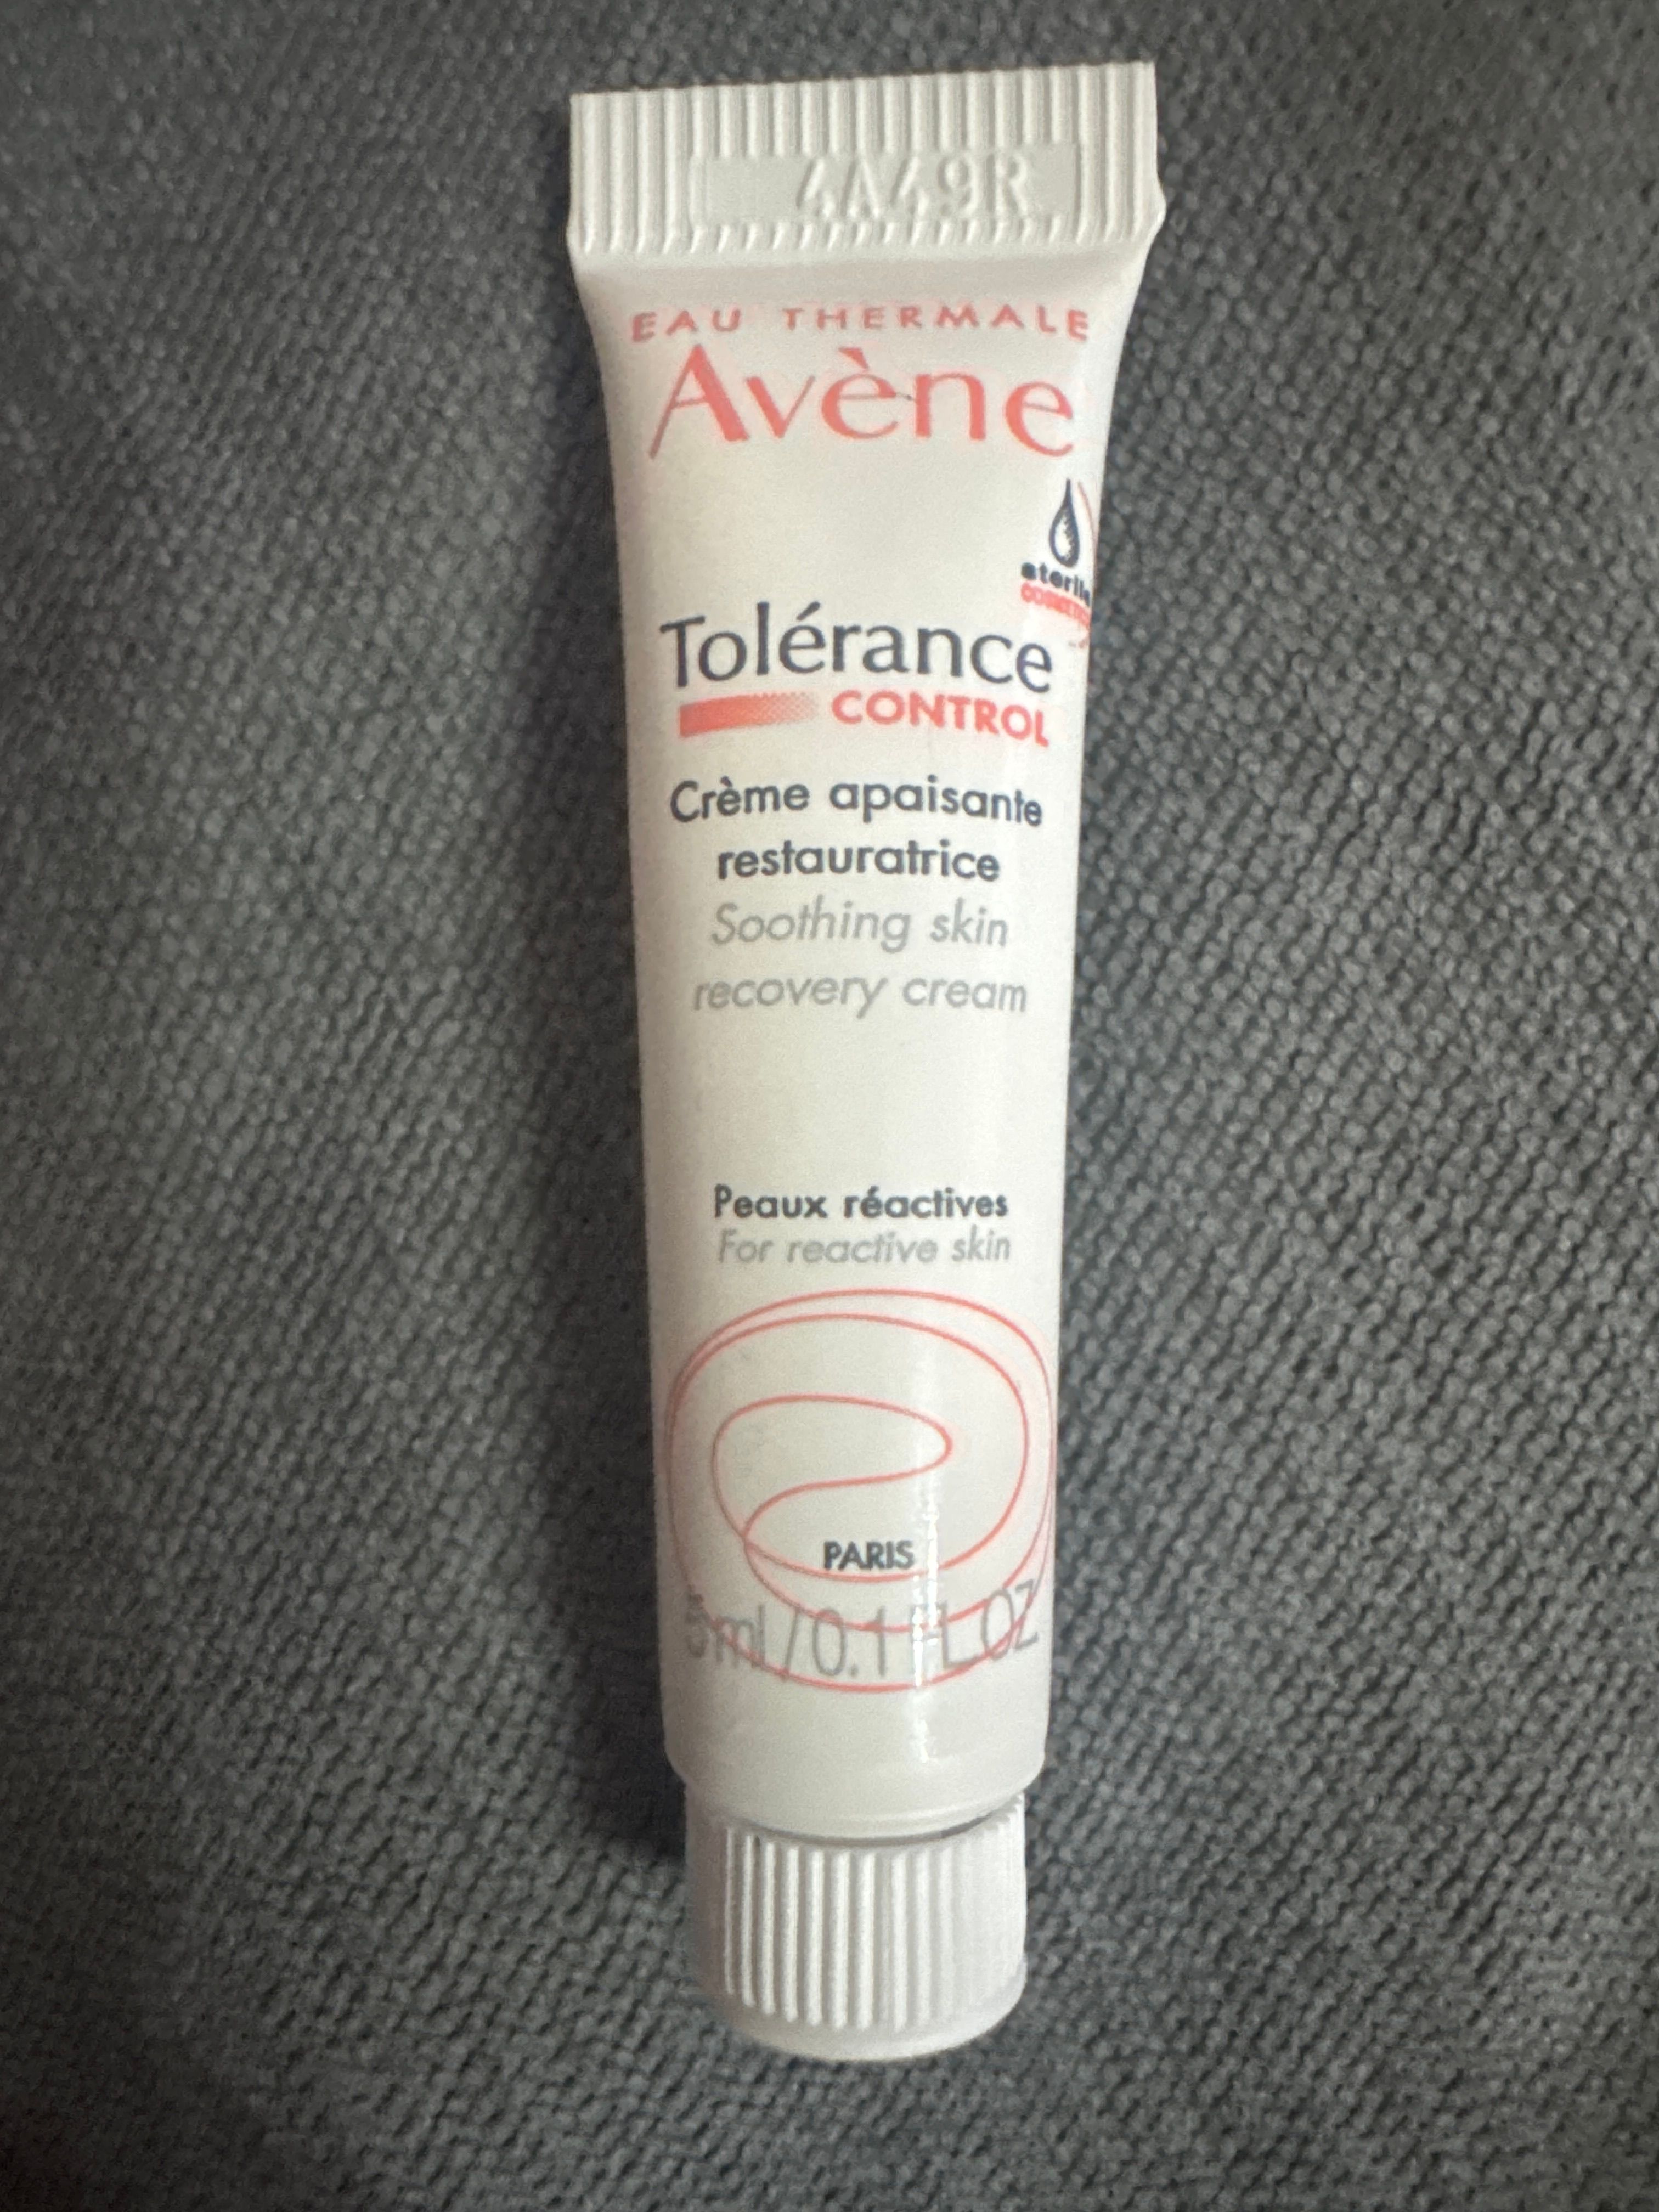 4A49R
EAU THERMALE
Avène
sterile
Tolérance
CONTROL
Crème apaisante
restauratrice
Soothing skin
recovery cream
Peaux réactives
For reactive skin
PARIS
5ml/0.1 FL.OZ